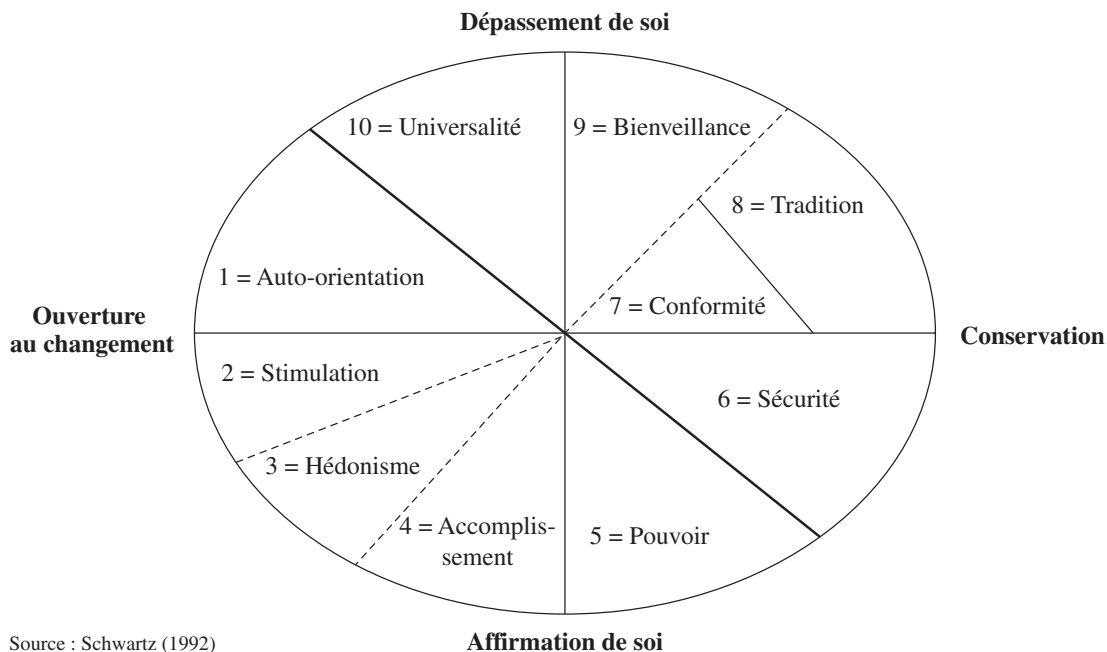 Dépassement de soi
10 = Universalité
9 = Bienveillance
8 = Tradition
1 = Auto-orientation
7 = Conformité
Ouverture
au changement
Conservation
2 = Stimulation
6 = Sécurité
3 = Hédonisme
4 = Accomplis-
sement
5 = Pouvoir
Source : Schwartz (1992)
Affirmation de soi